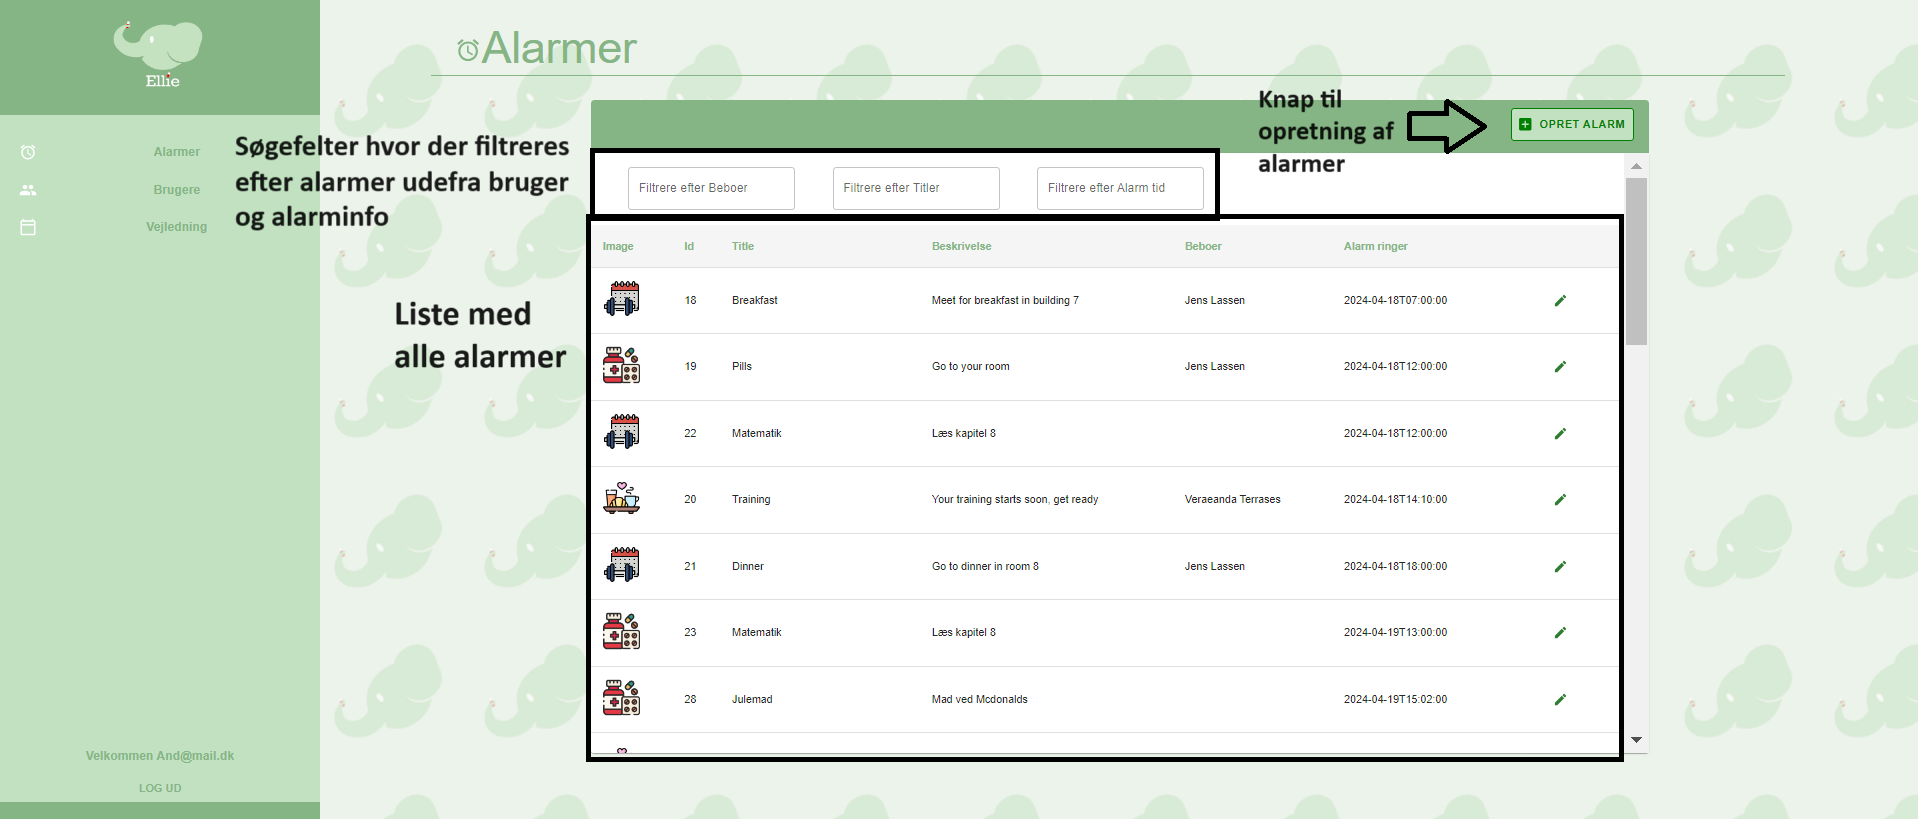 Ellie
Alarmer
Brugere
Vejledning
Velkommen And@mail.dk
LOG UD
Alarmer
Søgefelter hvor der filtreres
efter alarmer udefra bruger
og alarminfo
Liste med
alle alarmer
Knap til
opretning af
alarmer
OPRET ALARM
Filtrere efter Beboer
Filtrere efter Titler
Filtrere efter Alarm tid
Image Id Title Beskrivelse Beboer Alarm ringer
18 Breakfast Meet for breakfast in building 7 Jens Lassen 2024-04-18T07:00:00
19 Pills Go to your room Jens Lassen 2024-04-18T12:00:00
22 Matematik Læs kapitel 8 2024-04-18T12:00:00
20 Training Your training starts soon, get ready Veraeanda Terrases 2024-04-18T14:10:00
21 Dinner Go to dinner in room 8 Jens Lassen 2024-04-18T18:00:00
23 Matematik Læs kapitel 8 2024-04-19T13:00:00
28 Julemad Mad ved Mcdonalds 2024-04-19T15:02:00